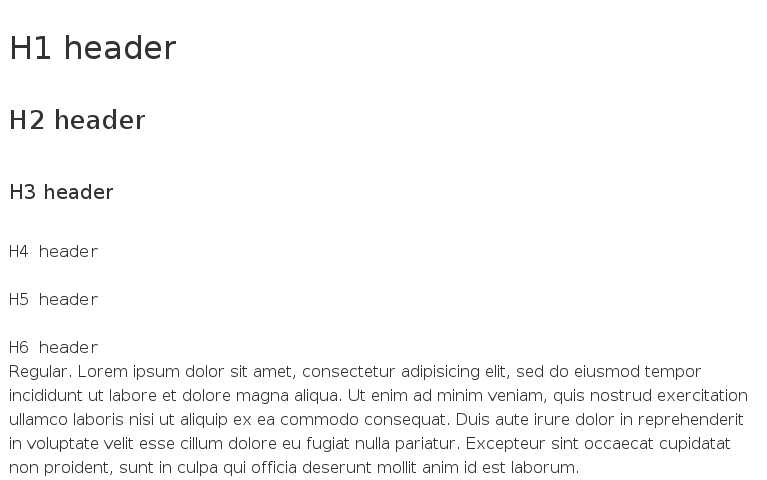 H1 header
H2 header
H3 header
H4 header
H5 header
H6 header
Regular. Lorem ipsum dolor sit amet, consectetur adipisicing elit, sed do eiusmod tempor
incididunt ut labore et dolore magna aliqua. Ut enim ad minim veniam, quis nostrud exercitation
ullamco laboris nisi ut aliquip ex ea commodo consequat. Duis aute irure dolor in reprehenderit
in voluptate velit esse cillum dolore eu fugiat nulla pariatur. Excepteur sint occaecat cupidatat
non proident, sunt in culpa qui officia deserunt mollit anim id est laborum.